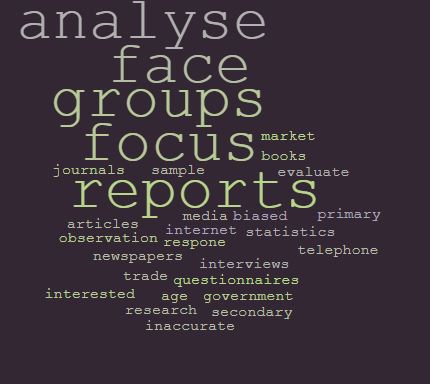 analyse
face
groups
focus market
books
journals sample evaluate
reports
media biased primary
articles internet statistics
observation respone
newspapers telephone
interviews
trade questionnaires
interested age government
research secondary
inaccurate